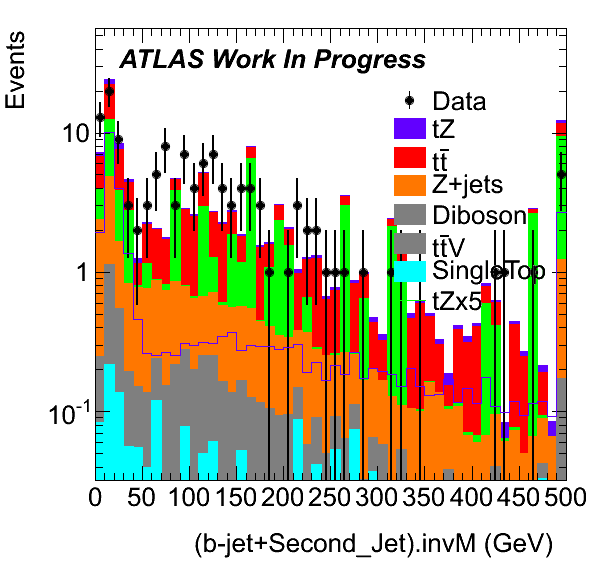 Events
ATLAS Work In Progress
Data
tZ
tt̄
Z+jets
Diboson
tt̄V
SingleTop
tZx5
10
1
10⁻¹
0 50 100 150 200 250 300 350 400 450 500
(b-jet+Second_Jet).invM (GeV)